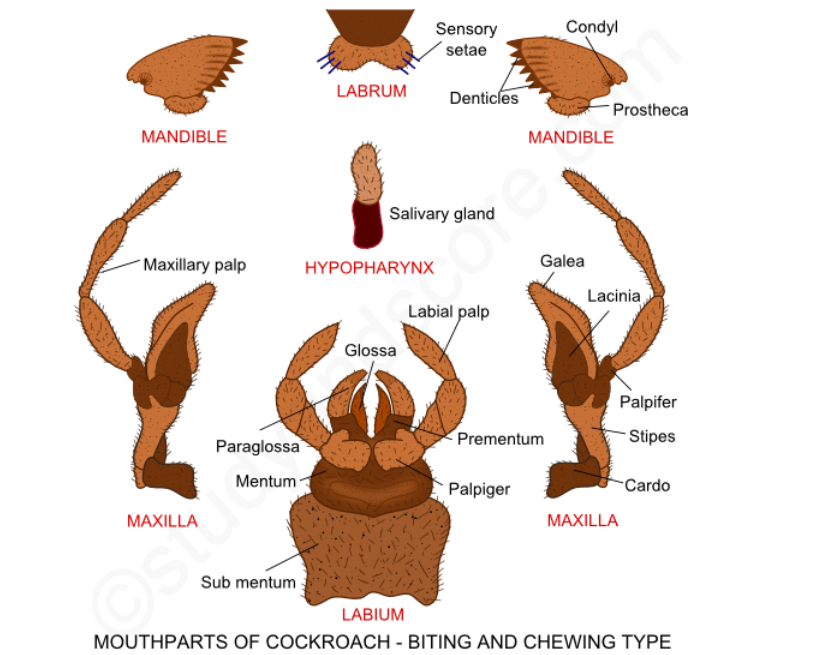 Sensory
setae
Condyl
LABRUM
Denticles
Prostheca
MANDIBLE
MANDIBLE
Salivary gland
HYPOPHARYNX
Maxillary palp
Galea
Lacinia
Labial palp
Glossa
Palpifer
Paraglossa
Prementum
Stipes
Mentum
Palpiger
Cardo
MAXILLA
MAXILLA
Sub mentum
LABIUM
MOUTHPARTS OF COCKROACH - BITING AND CHEWING TYPE